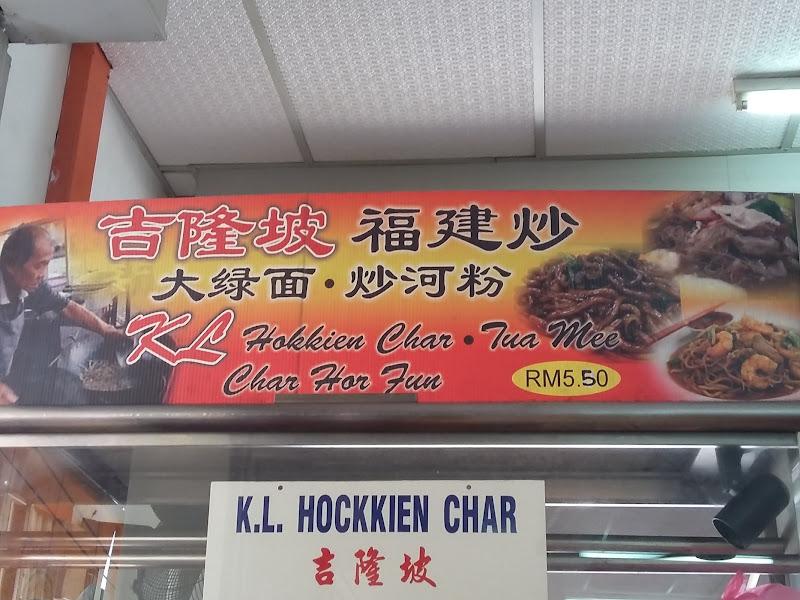 吉隆坡 福建炒
大绿面·炒河粉
KL Hokkien Char • Tua Mee
Char Hor Fun
RM5.50
K.L. HOCKKIEN CHAR
吉隆坡